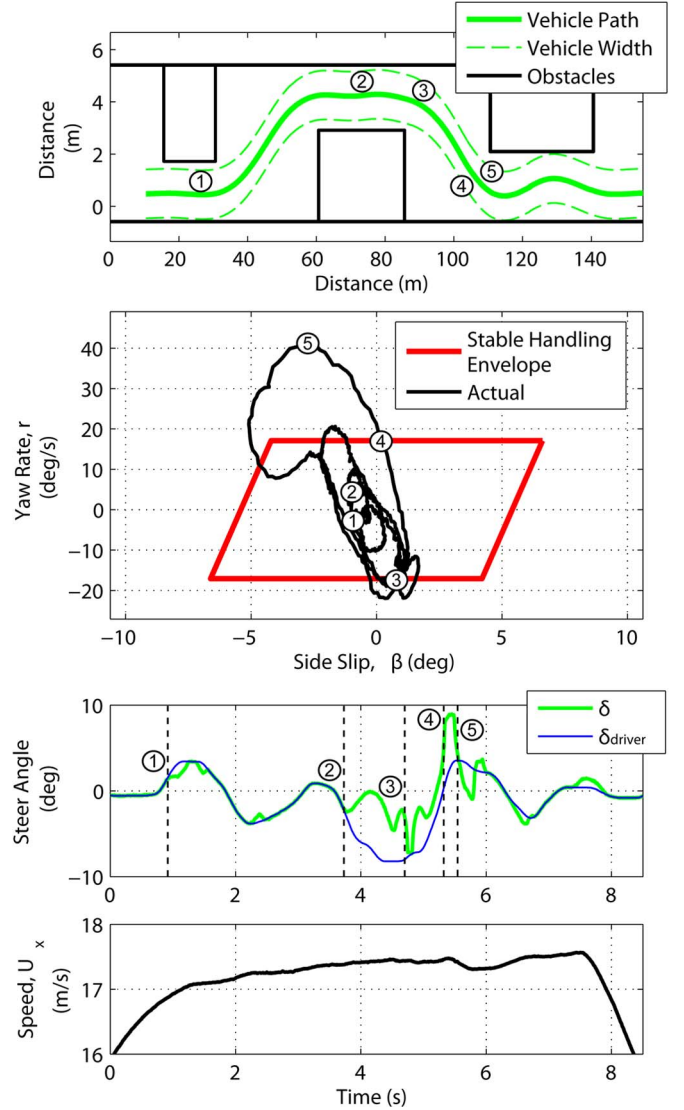 Vehicle Path
Vehicle Width
Obstacles
6
4
2
0
Distance
(m)
1
2
3
4
5
20
40
60
80
100
120
140
Distance (m)
Stable Handling
Envelope
Actual
40
30
20
10
0
−10
−20
Yaw Rate, r
(deg/s)
5
4
2
1
3
−10
−5
0
5
10
Side Slip, β (deg)
δ
δdriver
10
0
−10
Steer Angle
(deg)
1
2
3
4
5
0
2
4
6
8
18
17
16
Speed, U x
(m/s)
0
2
4
6
8
Time (s)